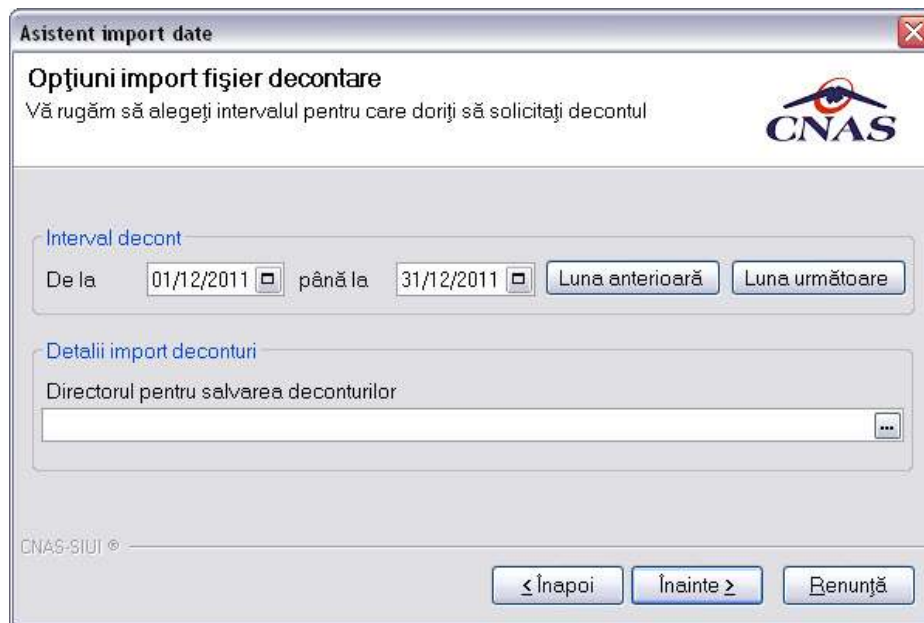 Asistent import date
Opţiuni import fişier decontare
Vă rugăm să alegeţi intervalul pentru care doriţi să solicitaţi decontul
CNAS
Interval decont
De la 01/12/2011 până la 31/12/2011 Luna anterioară Luna următoare
Detalii import deconturi
Directorul pentru salvarea deconturilor
...
CNAS-SIUI ®
< Înapoi Înainte > Renunţă